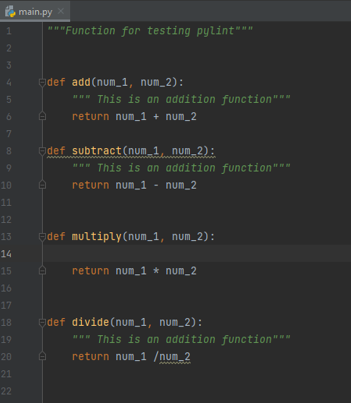 main.py
1 """Function for testing pylint"""
2
3
4 def add(num_1, num_2):
5     """ This is an addition function"""
6     return num_1 + num_2
7
8 def subtract(num_1, num_2):
9     """ This is an addition function"""
10     return num_1 - num_2
11
12
13 def multiply(num_1, num_2):
14
15     return num_1 * num_2
16
17
18 def divide(num_1, num_2):
19     """ This is an addition function"""
20     return num_1 /num_2
21
22